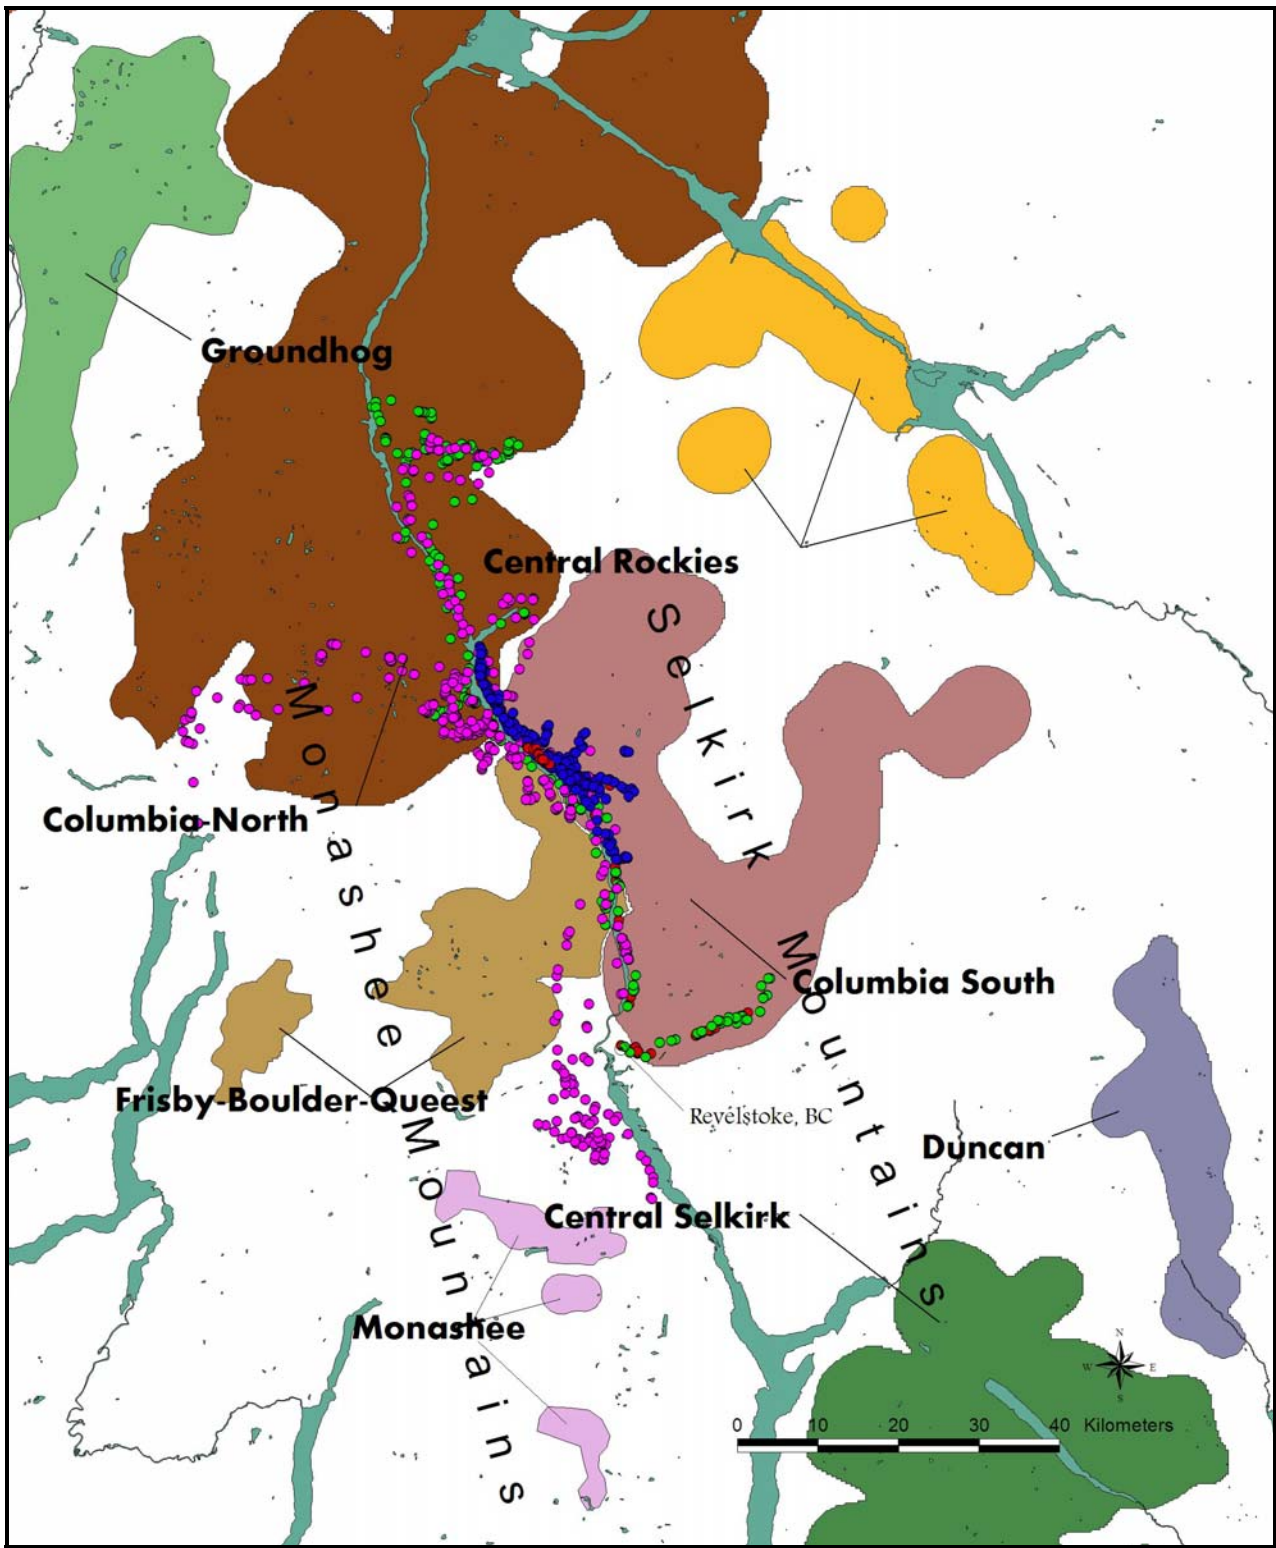 Groundhog
Central Rockies
Selkirk
Mountains
Monashee
Mountains
Columbia-North
Columbia South
Frisby-Boulder-Queest
Revelstoke, BC
Duncan
Central Selkirk
Monashee
N
W E
S
0 10 20 30 40 Kilometers